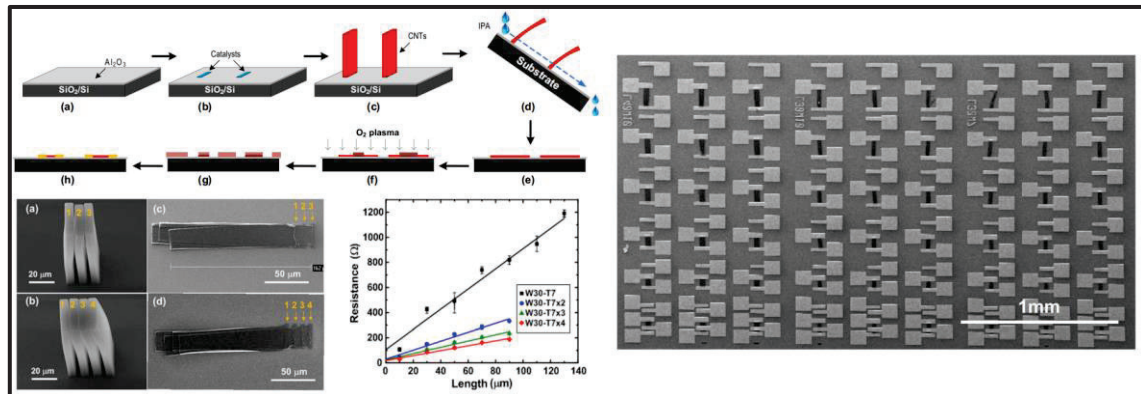 Al2O3
SiO2/Si
(a)
Catalysts
SiO2/Si
(b)
CNTs
SiO2/Si
(c)
IPA
Substrate
(d)
(e)
O2 plasma
(f)
(g)
(h)
(a)
1 2 3
20 μm
(b)
1 2 3 4
20 μm
(c)
1 2 3
50 μm
(d)
1 2 3 4
50 μm
Resistance (Ω)
1200
1000
800
600
400
200
0
0 20 40 60 80 100 120 140
Length (μm)
W30-T7
W30-T7x2
W30-T7x3
W30-T7x4
1mm